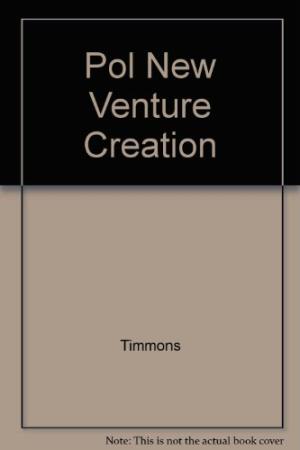 Pol New
Venture
Creation
Timmons
Note: This is not the actual book cover